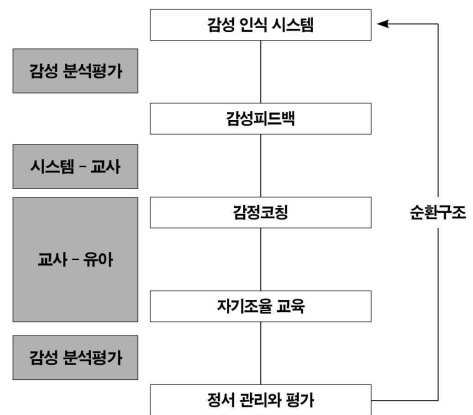 감성 인식 시스템
감성 분석평가
감성피드백
시스템 – 교사
감정코칭
순환구조
교사 – 유아
자기조율 교육
감성 분석평가
정서 관리와 평가